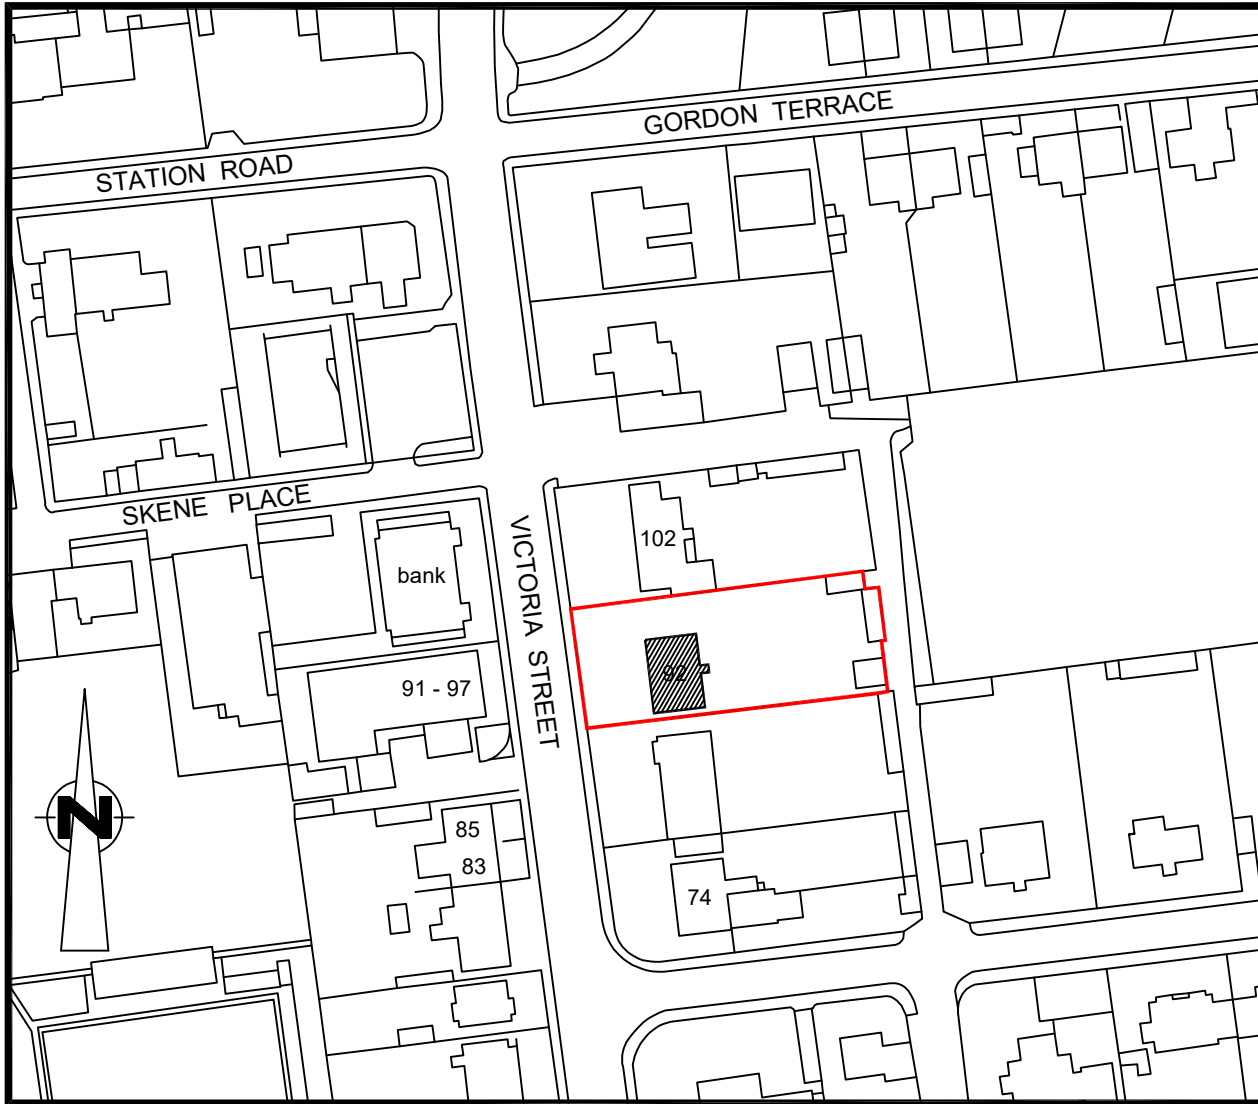 GORDON TERRACE
STATION ROAD
SKENE PLACE
VICTORIA STREET
102
bank
92
91 - 97
N
85
83
74